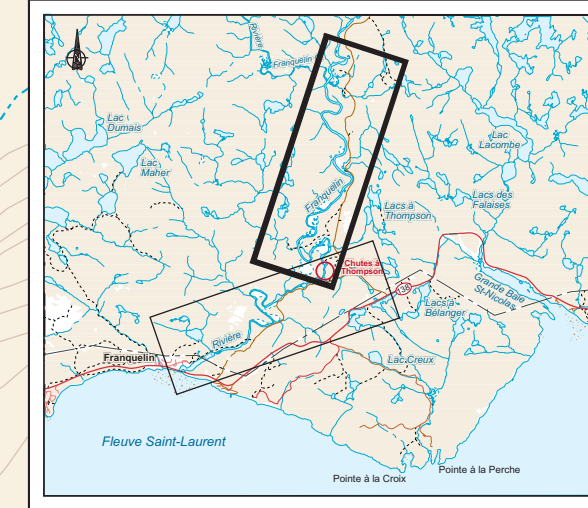 Rivière
Franquelin
Lac
Dumais
Lac
Maher
Lac
Lacombe
Franquelin
Lacs à
Thompson
Lacs des
Falaises
Chutes à
Thompson
138
Grande Baie
St-Nicolas
Lacs à
Bélanger
Rivière
Franquelin
Lac Creux
Fleuve Saint-Laurent
Pointe à la Croix
Pointe à la Perche